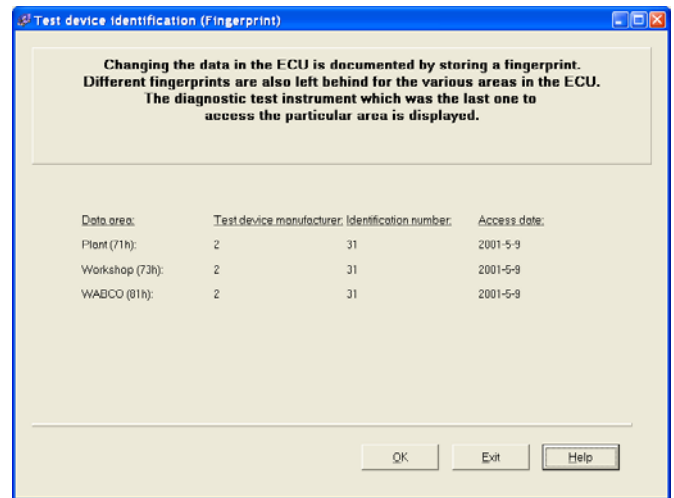 Test device identification (Fingerprint)
Changing the data in the ECU is documented by storing a fingerprint.
Different fingerprints are also left behind for the various areas in the ECU.
The diagnostic test instrument which was the last one to
access the particular area is displayed.
Data area: Test device manufacturer: Identification number: Access date:
Plant (71h): 2 31 2001-5-9
Workshop (73h): 2 31 2001-5-9
WABCO (81h): 2 31 2001-5-9
OK Exit Help